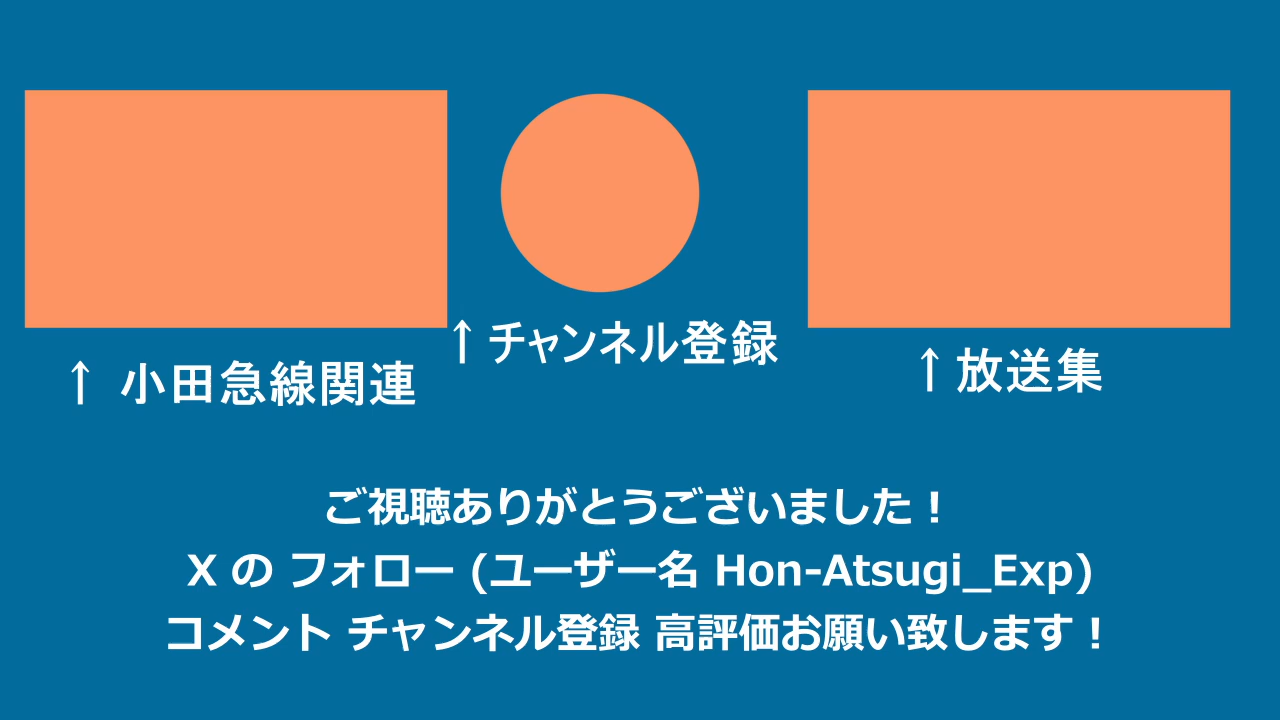 ↑ チャンネル登録
↑ 放送集
↑ 小田急線関連
ご視聴ありがとうございました！
X の フォロー (ユーザー名 Hon-Atsugi_Exp)
コメント チャンネル登録 高評価お願い致します！